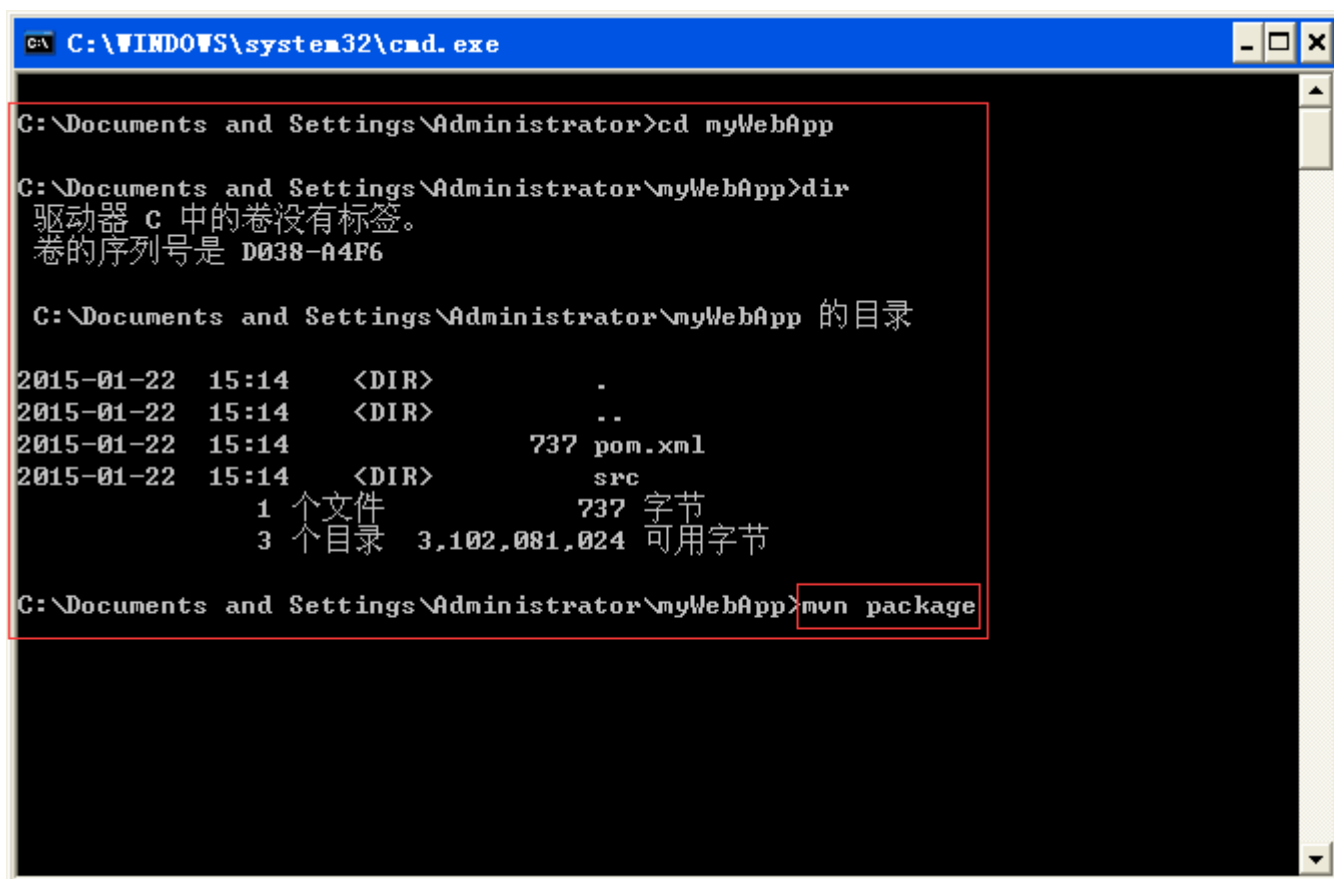 C:\WINDOWS\system32\cmd.exe
C:\Documents and Settings\Administrator>cd myWebApp
C:\Documents and Settings\Administrator\myWebApp>dir
驱动器 C 中的卷没有标签。
卷的序列号是 D038-A4F6
C:\Documents and Settings\Administrator\myWebApp 的目录
2015-01-22  15:14    <DIR>          .
2015-01-22  15:14    <DIR>          ..
2015-01-22  15:14               737 pom.xml
2015-01-22  15:14    <DIR>          src
1 个文件            737 字节
3 个目录  3,102,081,024 可用字节
C:\Documents and Settings\Administrator\myWebApp>mvn package